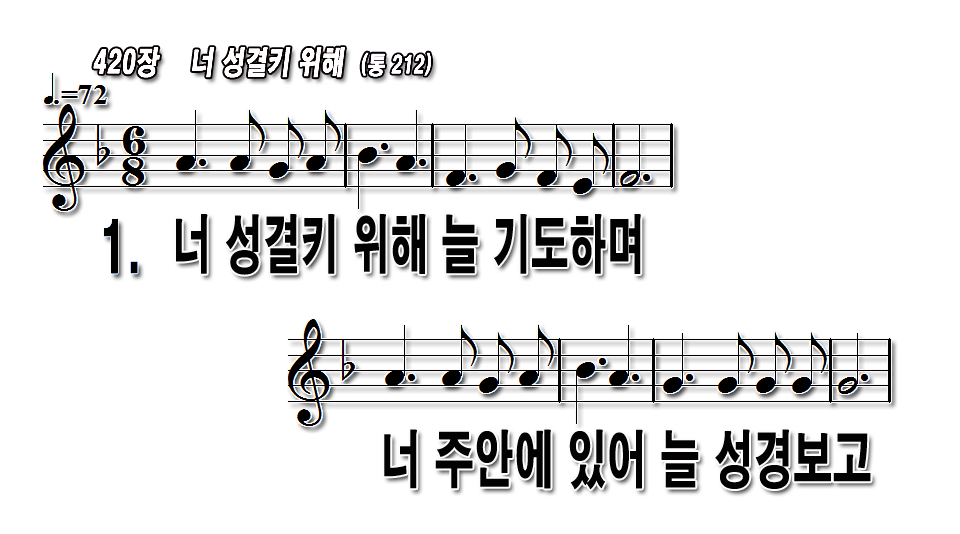 420장 너 성결키 위해 (통 212)
♩.=72
6
8
1. 너 성결키 위해 늘 기도하며
너 주안에 있어 늘 성경보고